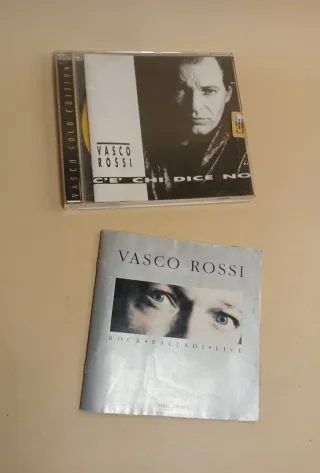 VASCO GOLD EDITION
VASCO
ROSSI
C'E' CHI DICE NO
VASCO ROSSI
ROCK • BALLADS • LIVE